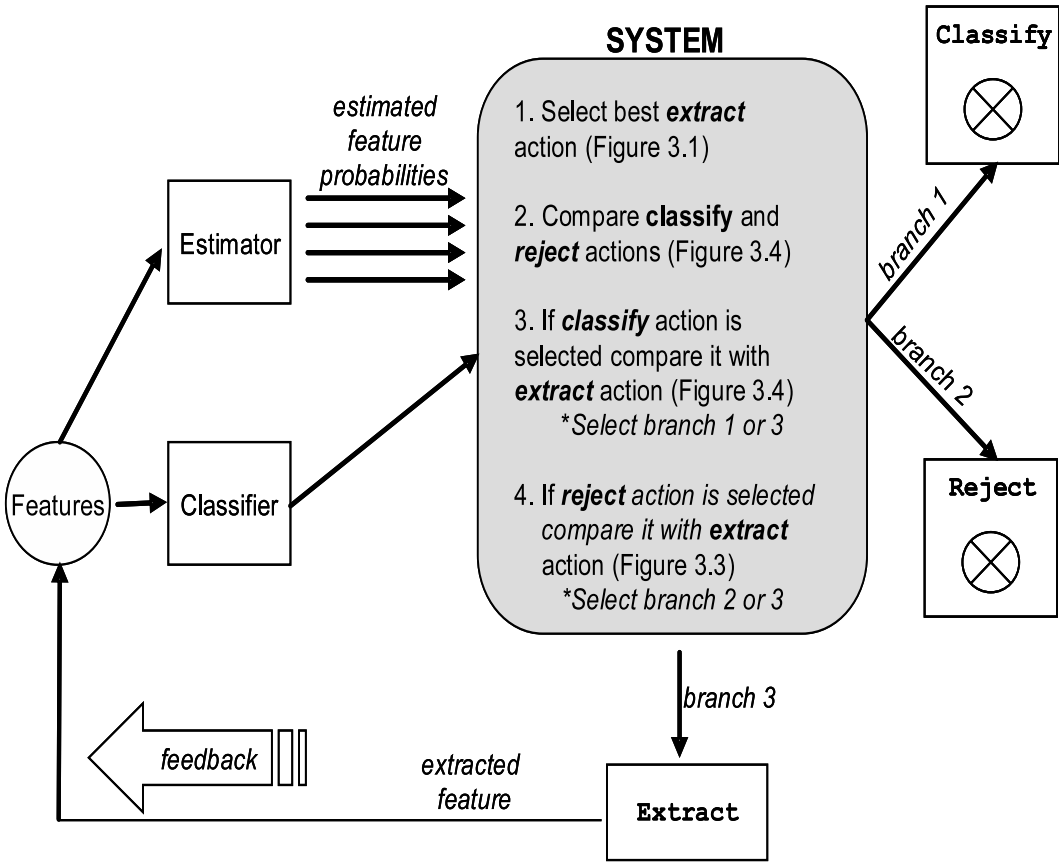 SYSTEM
Classify
estimated
feature
probabilities
1. Select best extract
action (Figure 3.1)
2. Compare classify and
reject actions (Figure 3.4)
3. If classify action is
selected compare it with
extract action (Figure 3.4)
*Select branch 1 or 3
4. If reject action is selected
compare it with extract
action (Figure 3.3)
*Select branch 2 or 3
Estimator
branch 1
branch 2
Features
Classifier
Reject
branch 3
feedback
extracted
feature
Extract